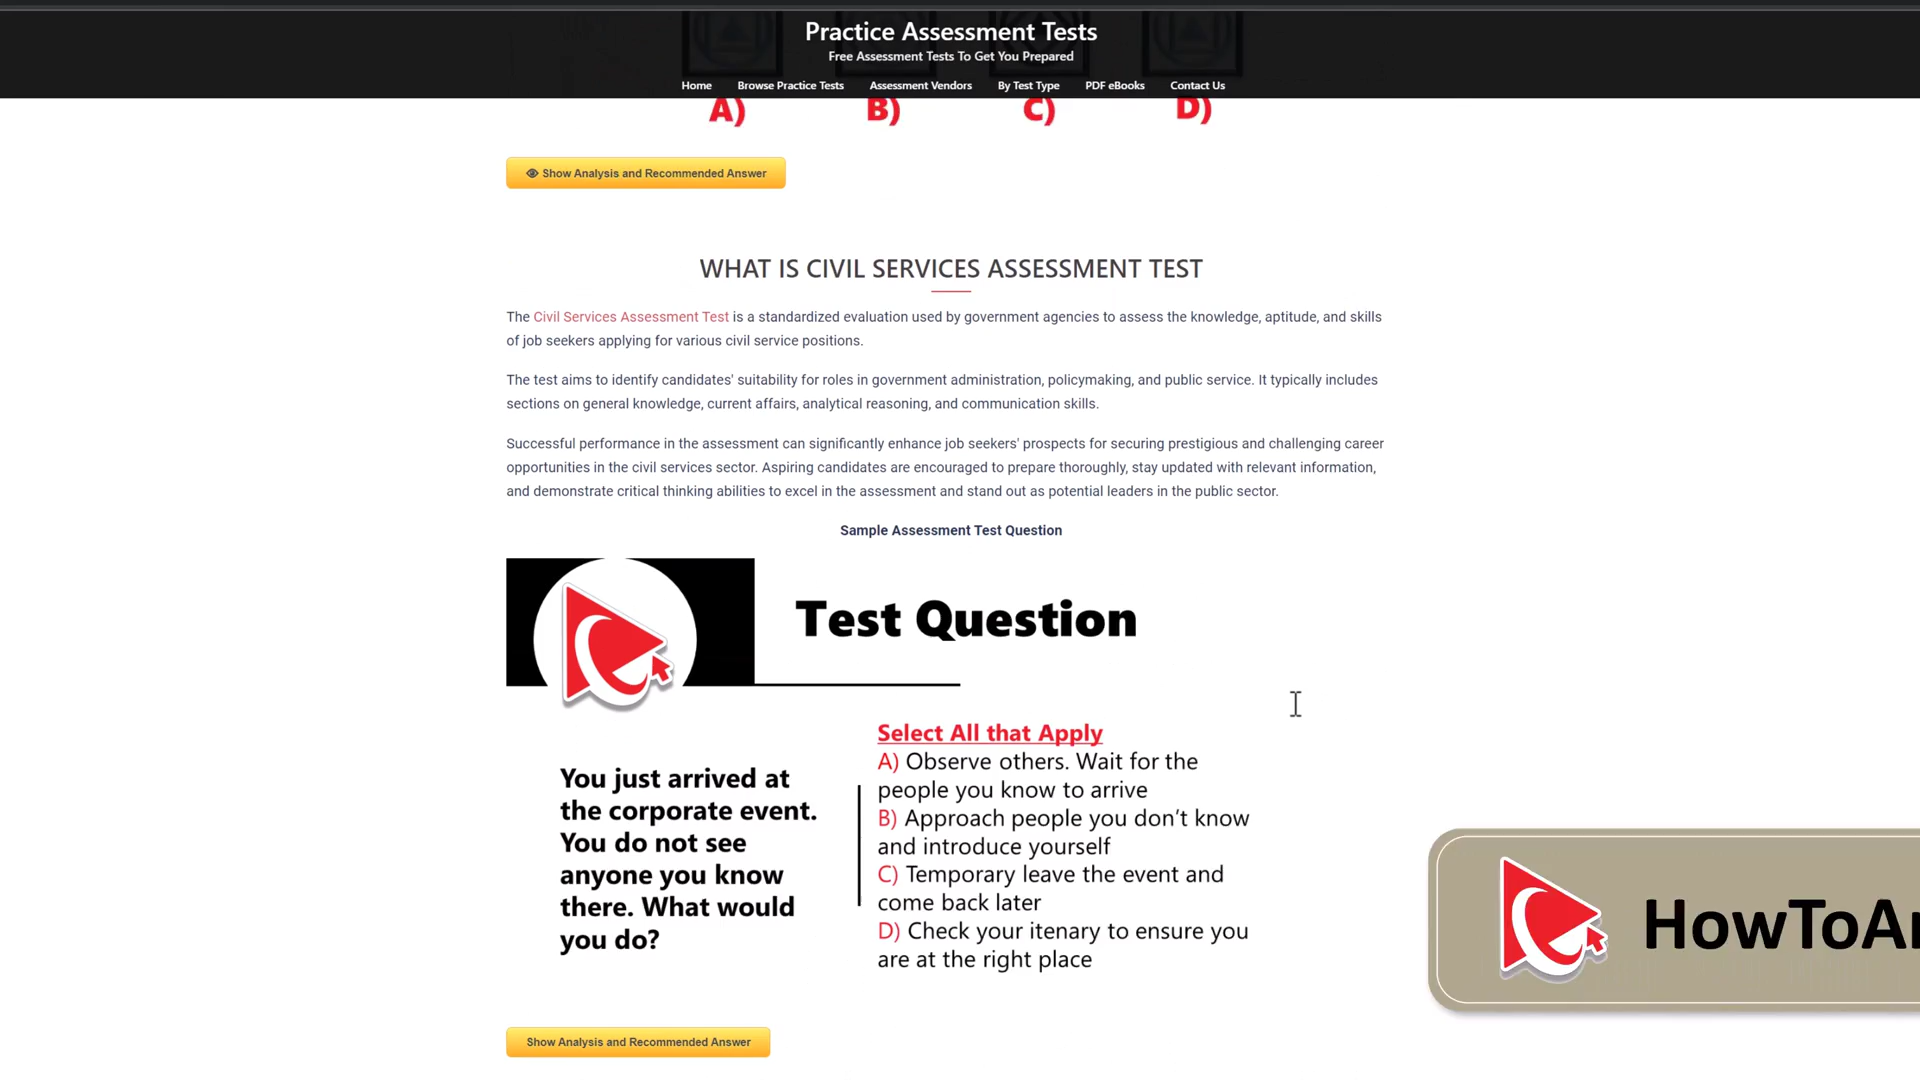 Practice Assessment Tests
Free Assessment Tests To Get You Prepared
Home Browse Practice Tests Assessment Vendors By Test Type PDF eBooks Contact Us
A) B) C) D)
Show Analysis and Recommended Answer
WHAT IS CIVIL SERVICES ASSESSMENT TEST
The Civil Services Assessment Test is a standardized evaluation used by government agencies to assess the knowledge, aptitude, and skills
of job seekers applying for various civil service positions.
The test aims to identify candidates' suitability for roles in government administration, policymaking, and public service. It typically includes
sections on general knowledge, current affairs, analytical reasoning, and communication skills.
Successful performance in the assessment can significantly enhance job seekers' prospects for securing prestigious and challenging career
opportunities in the civil services sector. Aspiring candidates are encouraged to prepare thoroughly, stay updated with relevant information,
and demonstrate critical thinking abilities to excel in the assessment and stand out as potential leaders in the public sector.
Sample Assessment Test Question
Test Question
You just arrived at
the corporate event.
You do not see
anyone you know
there. What would
you do?
Select All that Apply
A) Observe others. Wait for the
people you know to arrive
B) Approach people you don't know
and introduce yourself
C) Temporary leave the event and
come back later
D) Check your itenary to ensure you
are at the right place
HowToAn
Show Analysis and Recommended Answer